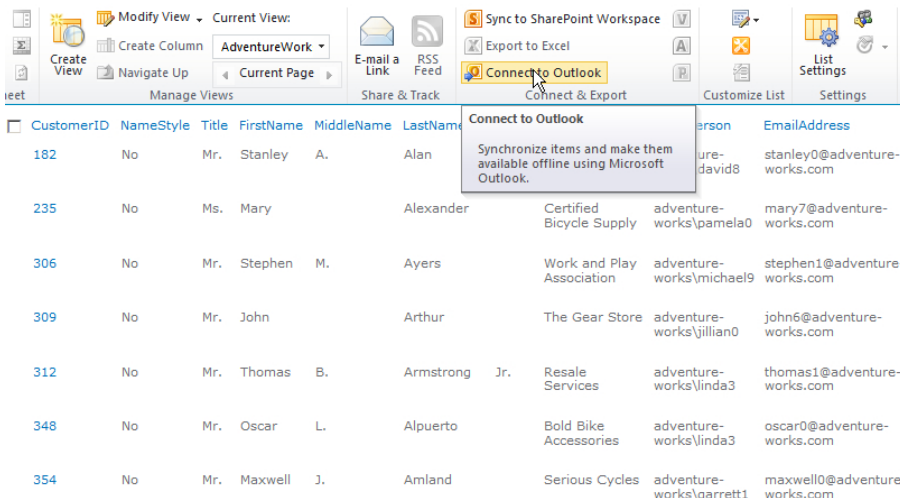 Modify View Current View:
Sync to SharePoint Workspace
Create Column AdventureWork
Export to Excel
Create View
E-mail a Link
RSS Feed
List Settings
Navigate Up Current Page
Connect to Outlook
Manage Views Share & Track Connect & Export Customize List Settings
Connect to Outlook
Synchronize items and make them
available offline using Microsoft
Outlook.
CustomerID NameStyle Title FirstName MiddleName LastName EmailAddress
182 No Mr. Stanley A. Alan stanley0@adventure-
david8 works.com
235 No Ms. Mary Alexander Certified adventure- mary7@adventure-
Bicycle Supply works\pamela0 works.com
306 No Mr. Stephen M. Ayers Work and Play adventure- stephen1@adventure
Association works\michael9 works.com
309 No Mr. John Arthur The Gear Store adventure- john6@adventure-
works\jillian0 works.com
312 No Mr. Thomas B. Armstrong Jr. Resale adventure- thomas1@adventure-
Services works\linda3 works.com
348 No Mr. Oscar L. Alpuerto Bold Bike adventure- oscar0@adventure-
Accessories works\linda3 works.com
354 No Mr. Maxwell J. Amland Serious Cycles adventure- maxwell0@adventure
works\garrett1 works.com